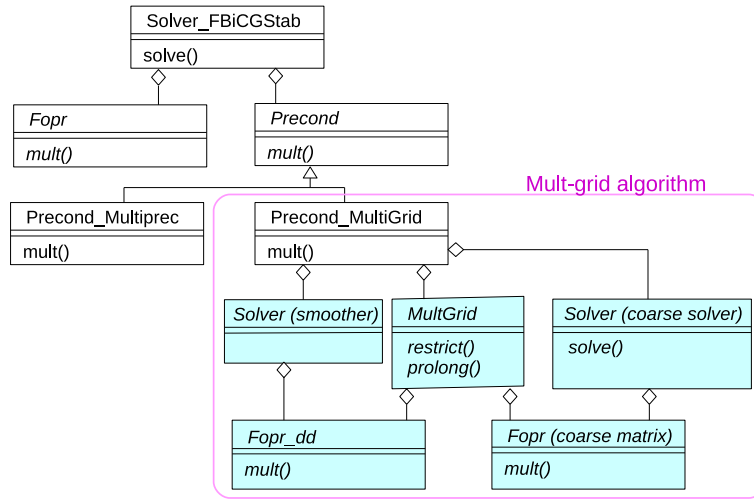 Solver_FBiCGStab
solve()
Fopr
mult()
Precond
mult()
Mult-grid algorithm
Precond_Multiprec
mult()
Precond_MultiGrid
mult()
Solver (smoother)
MultGrid
restrict()
prolong()
Solver (coarse solver)
solve()
Fopr_dd
mult()
Fopr (coarse matrix)
mult()